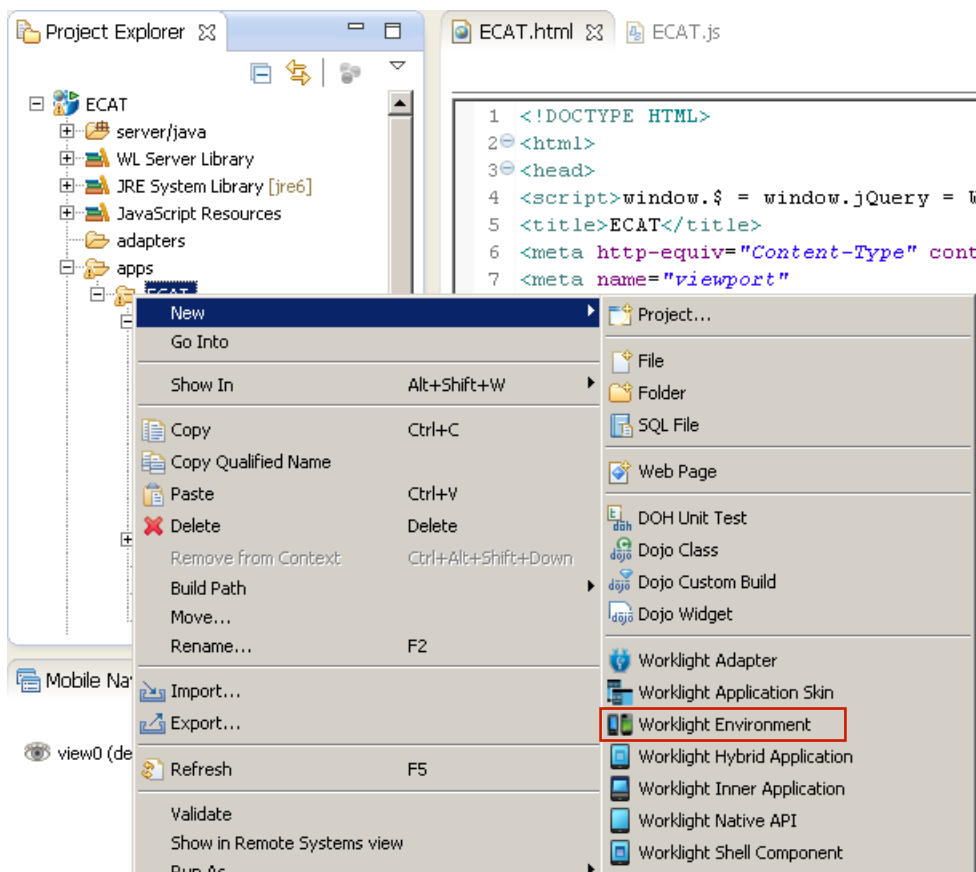 Project Explorer
ECAT.html
ECAT.js
ECAT
server/java
WL Server Library
JRE System Library [jre6]
JavaScript Resources
adapters
apps
ECAT
1 <!DOCTYPE HTML>
2 <html>
3 <head>
4 <script>window.$ = window.jQuery =
5 <title>ECAT</title>
6 <meta http-equiv="Content-Type" cont
7 <meta name="viewport"
New
Go Into
Show In Alt+Shift+W
Copy Ctrl+C
Copy Qualified Name
Paste Ctrl+V
Delete Delete
Remove from Context Ctrl+Alt+Shift+Down
Build Path
Move...
Rename... F2
Import...
Export...
Refresh F5
Validate
Show in Remote Systems view
Run As
Project...
File
Folder
SQL File
Web Page
DOH Unit Test
Dojo Class
Dojo Custom Build
Dojo Widget
Worklight Adapter
Worklight Application Skin
Worklight Environment
Worklight Hybrid Application
Worklight Inner Application
Worklight Native API
Worklight Shell Component
Mobile Na
view0 (de